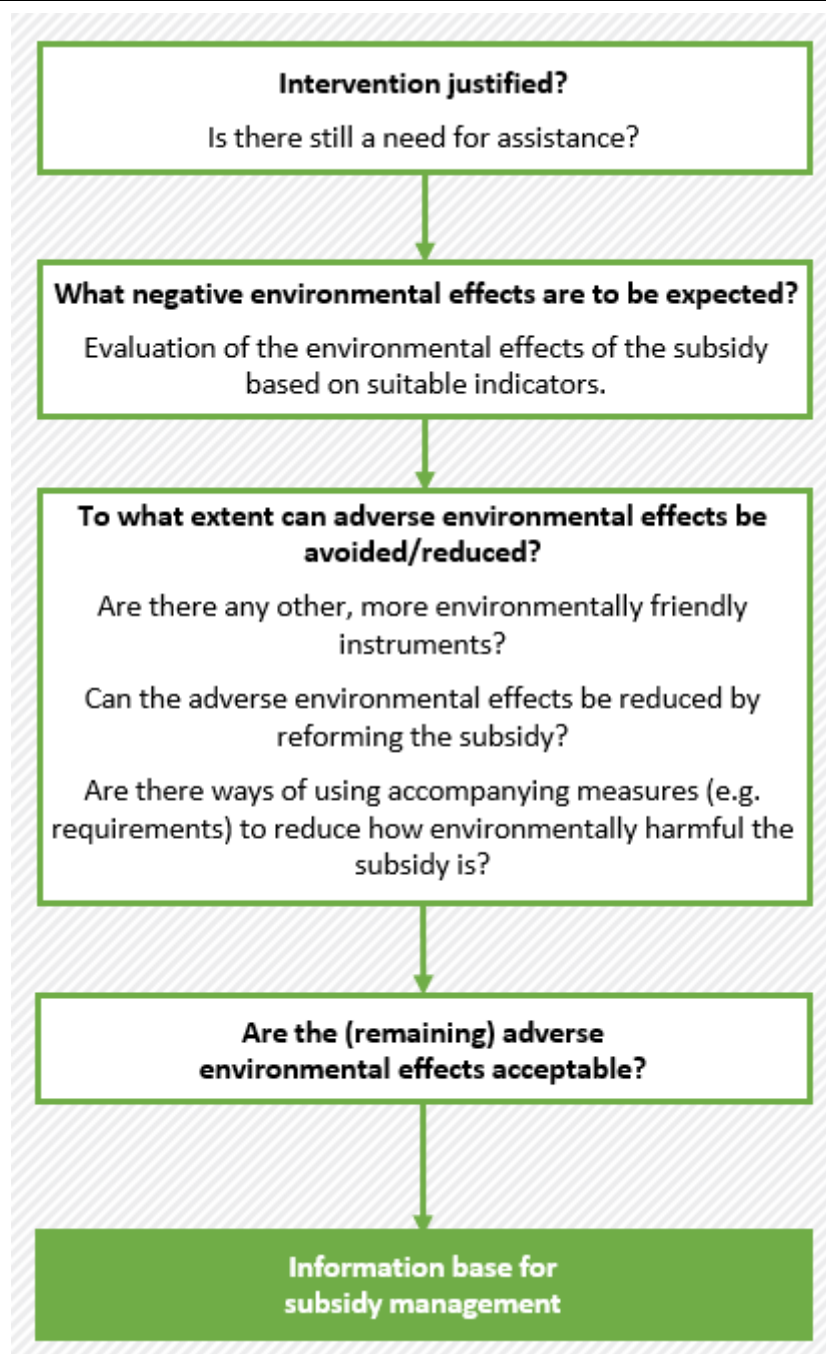 Intervention justified?
Is there still a need for assistance?
What negative environmental effects are to be expected?
Evaluation of the environmental effects of the subsidy
based on suitable indicators.
To what extent can adverse environmental effects be
avoided/reduced?
Are there any other, more environmentally friendly
instruments?
Can the adverse environmental effects be reduced by
reforming the subsidy?
Are there ways of using accompanying measures (e.g.
requirements) to reduce how environmentally harmful the
subsidy is?
Are the (remaining) adverse
environmental effects acceptable?
Information base for
subsidy management